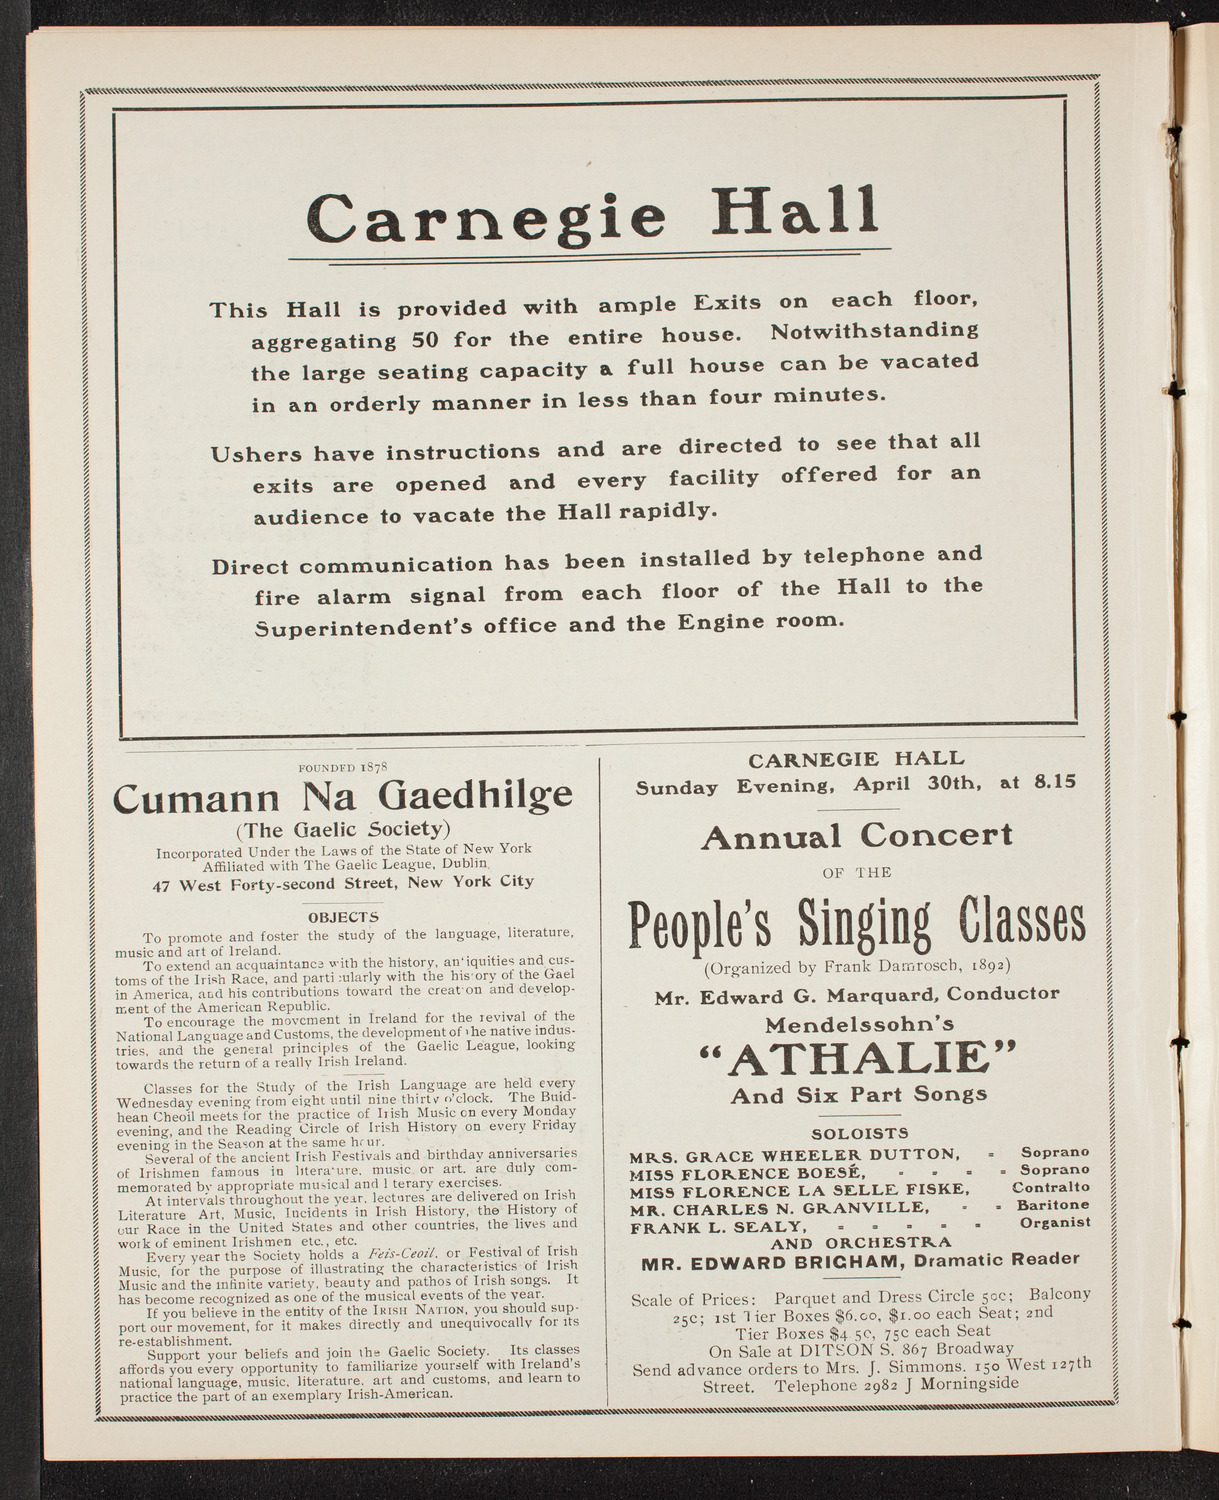 Carnegie Hall
This Hall is provided with ample Exits on each floor,
aggregating 50 for the entire house. Notwithstanding
the large seating capacity a full house can be vacated
in an orderly manner in less than four minutes.
Ushers have instructions and are directed to see that all
exits are opened and every facility offered for an
audience to vacate the Hall rapidly.
Direct communication has been installed by telephone and
fire alarm signal from each floor of the Hall to the
Superintendent's office and the Engine room.
FOUNDED 1878
Cumann Na Gaedhilge
(The Gaelic Society)
Incorporated Under the Laws of the State of New York
Affiliated with The Gaelic League, Dublin.
47 West Forty-second Street, New York City
OBJECTS
To promote and foster the study of the language, literature,
music and art of Ireland.
To extend an acquaintance with the history, antiquities and cus-
toms of the Irish Race, and particularly with the history of the Gael
in America, and his contributions toward the creation and develop-
ment of the American Republic.
To encourage the movement in Ireland for the revival of the
National Language and Customs, the development of the native indus-
tries, and the general principles of the Gaelic League, looking
towards the return of a really Irish Ireland.
Classes for the Study of the Irish Language are held every
Wednesday evening from eight until nine thirty o'clock. The Buid-
hean Cheoil meets for the practice of Irish Music on every Monday
evening, and the Reading Circle of Irish History on every Friday
evening in the Season at the same hour.
Several of the ancient Irish Festivals and birthday anniversaries
of Irishmen famous in literature, music or art, are duly com-
memorated by appropriate musical and literary exercises.
At intervals throughout the year, lectures are delivered on Irish
Literature Art, Music, Incidents in Irish History, the History of
our Race in the United States and other countries, the lives and
work of eminent Irishmen etc., etc.
Every year the Society holds a Feis-Ceoil, or Festival of Irish
Music, for the purpose of illustrating the characteristics of Irish
Music and the infinite variety, beauty and pathos of Irish songs. It
has become recognized as one of the musical events of the year.
If you believe in the entity of the IRISH NATION, you should sup-
port our movement, for it makes directly and unequivocally for its
re-establishment.
Support your beliefs and join the Gaelic Society. Its classes
affords you every opportunity to familiarize yourself with Ireland's
national language, music, literature, art and customs, and learn to
practice the part of an exemplary Irish-American.
CARNEGIE HALL
Sunday Evening, April 30th, at 8.15
Annual Concert
OF THE
People's Singing Classes
(Organized by Frank Damrosch, 1892)
Mr. Edward G. Marquard, Conductor
Mendelssohn's
"ATHALIE"
And Six Part Songs
SOLOISTS
MRS. GRACE WHEELER DUTTON, - Soprano
MISS FLORENCE BOESÉ, - - - - Soprano
MISS FLORENCE LA SELLE FISKE, Contralto
MR. CHARLES N. GRANVILLE, - - Baritone
FRANK L. SEALY, - - - - - Organist
AND ORCHESTRA
MR. EDWARD BRIGHAM, Dramatic Reader
Scale of Prices: Parquet and Dress Circle 50c; Balcony
25c; 1st Tier Boxes $6.00, $1.00 each Seat; 2nd
Tier Boxes $4.50, 75c each Seat
On Sale at DITSON S, 867 Broadway
Send advance orders to Mrs. J. Simmons. 150 West 127th
Street. Telephone 2982 J Morningside